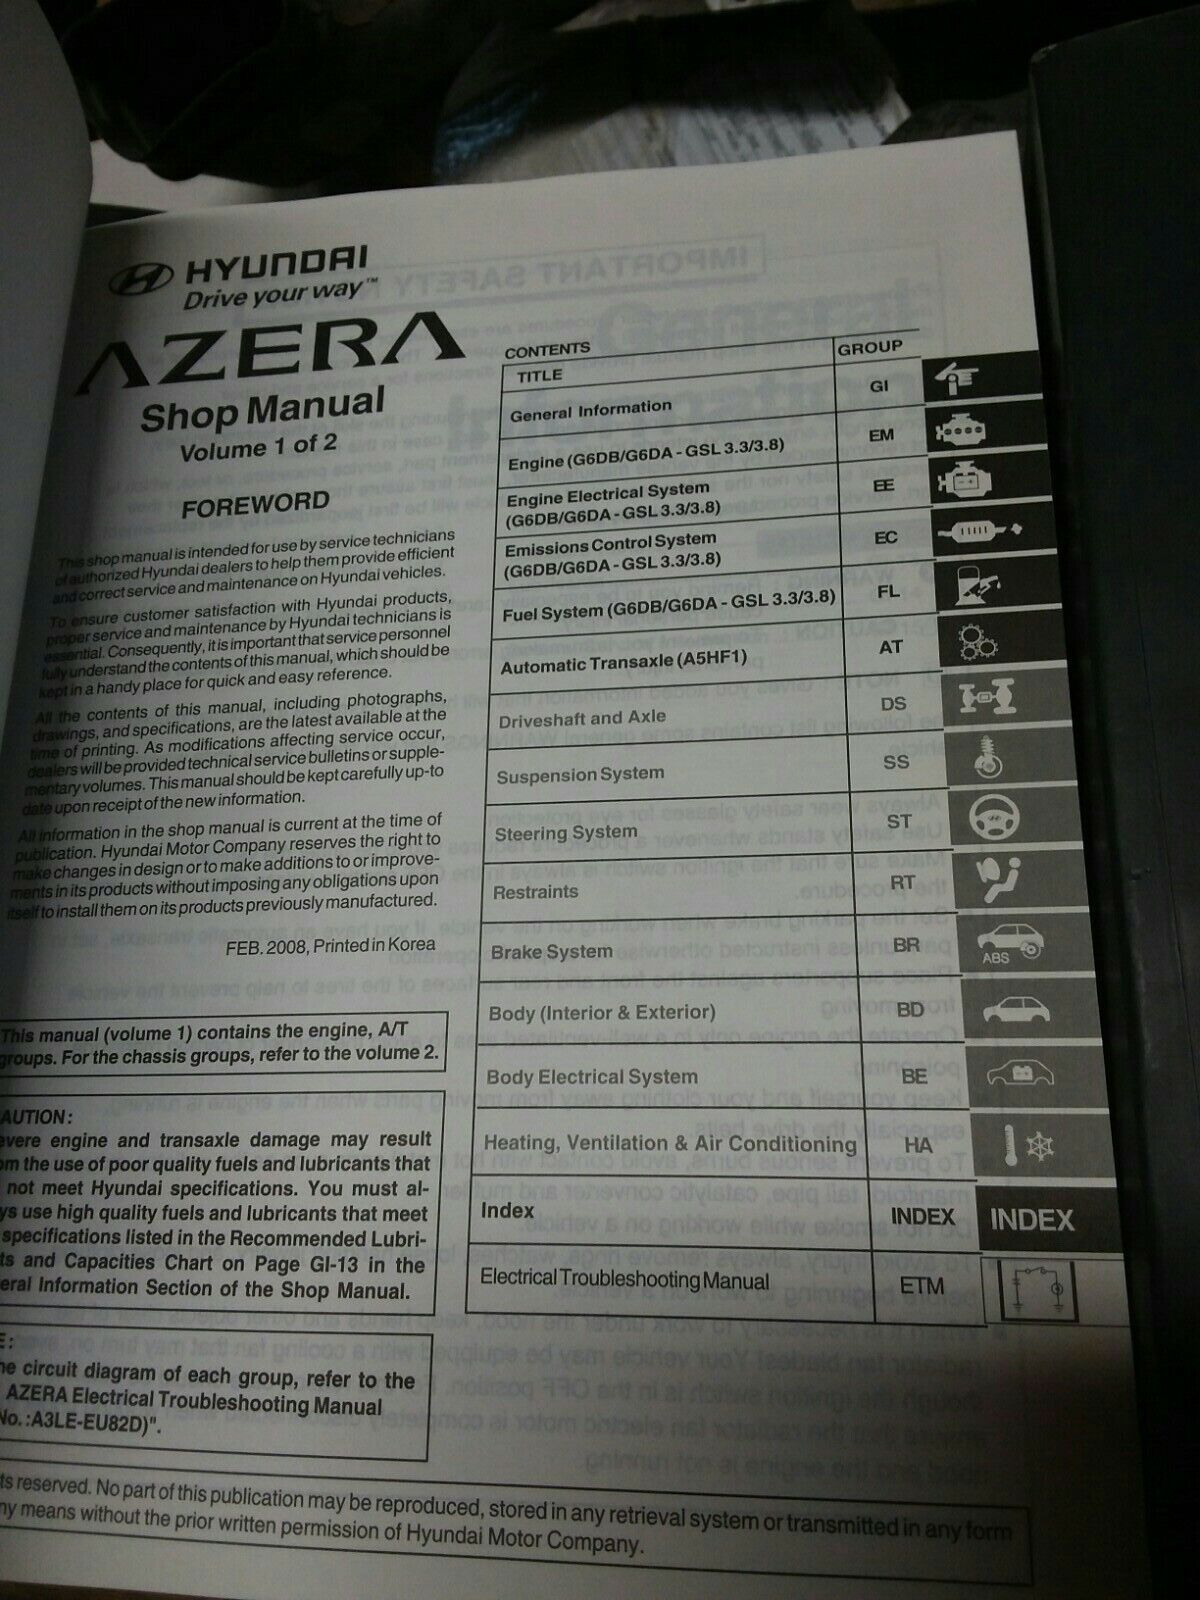 HYUNDAI
Drive your way™
AZERA
Shop Manual
Volume 1 of 2
FOREWORD
This shop manual is intended for use by service technicians
of authorized Hyundai dealers to help them provide efficient
and correct service and maintenance on Hyundai vehicles.
To ensure customer satisfaction with Hyundai products,
proper service and maintenance by Hyundai technicians is
essential. Consequently, it is important that service personnel
fully understand the contents of this manual, which should be
kept in a handy place for quick and easy reference.
All the contents of this manual, including photographs,
drawings, and specifications, are the latest available at the
time of printing. As modifications affecting service occur,
dealers will be provided technical service bulletins or supple-
mentary volumes. This manual should be kept carefully up-to
date upon receipt of the new information.
All information in the shop manual is current at the time of
publication. Hyundai Motor Company reserves the right to
make changes in design or to make additions to or improve-
ments in its products without imposing any obligations upon
itself to install them on its products previously manufactured.
FEB. 2008, Printed in Korea
This manual (volume 1) contains the engine, A/T
groups. For the chassis groups, refer to the volume 2.
AUTION:
evere engine and transaxle damage may result
om the use of poor quality fuels and lubricants that
not meet Hyundai specifications. You must al-
ys use high quality fuels and lubricants that meet
specifications listed in the Recommended Lubri-
ts and Capacities Chart on Page GI-13 in the
eral Information Section of the Shop Manual.
E:
he circuit diagram of each group, refer to the
AZERA Electrical Troubleshooting Manual
No.:A3LE-EU82D)".
ts reserved. No part of this publication may be reproduced, stored in any retrieval system or transmitted in any form
ny means without the prior written permission of Hyundai Motor Company.
CONTENTS
TITLE GROUP
General Information GI
Engine (G6DB/G6DA - GSL 3.3/3.8) EM
Engine Electrical System
(G6DB/G6DA - GSL 3.3/3.8) EE
Emissions Control System
(G6DB/G6DA - GSL 3.3/3.8) EC
Fuel System (G6DB/G6DA - GSL 3.3/3.8) FL
Automatic Transaxle (A5HF1) AT
Driveshaft and Axle DS
Suspension System SS
Steering System ST
Restraints RT
Brake System BR ABS
Body (Interior & Exterior) BD
Body Electrical System BE
Heating, Ventilation & Air Conditioning HA
Index INDEX INDEX
Electrical Troubleshooting Manual ETM